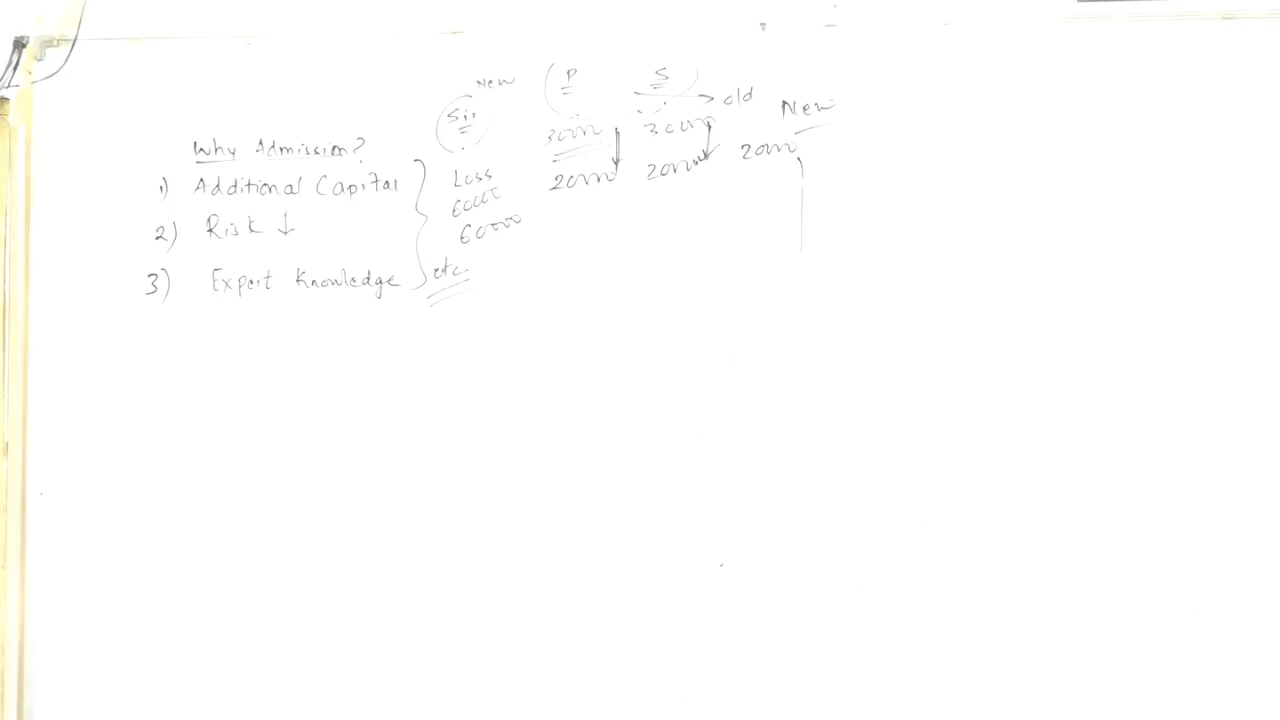 Why Admission?
1) Additional Capital
2) Risk ↓
3) Expert Knowledge
etc
New
Sir
Loss
60000
60000
P
S
old
New
30000
30000
20000
20000
20000